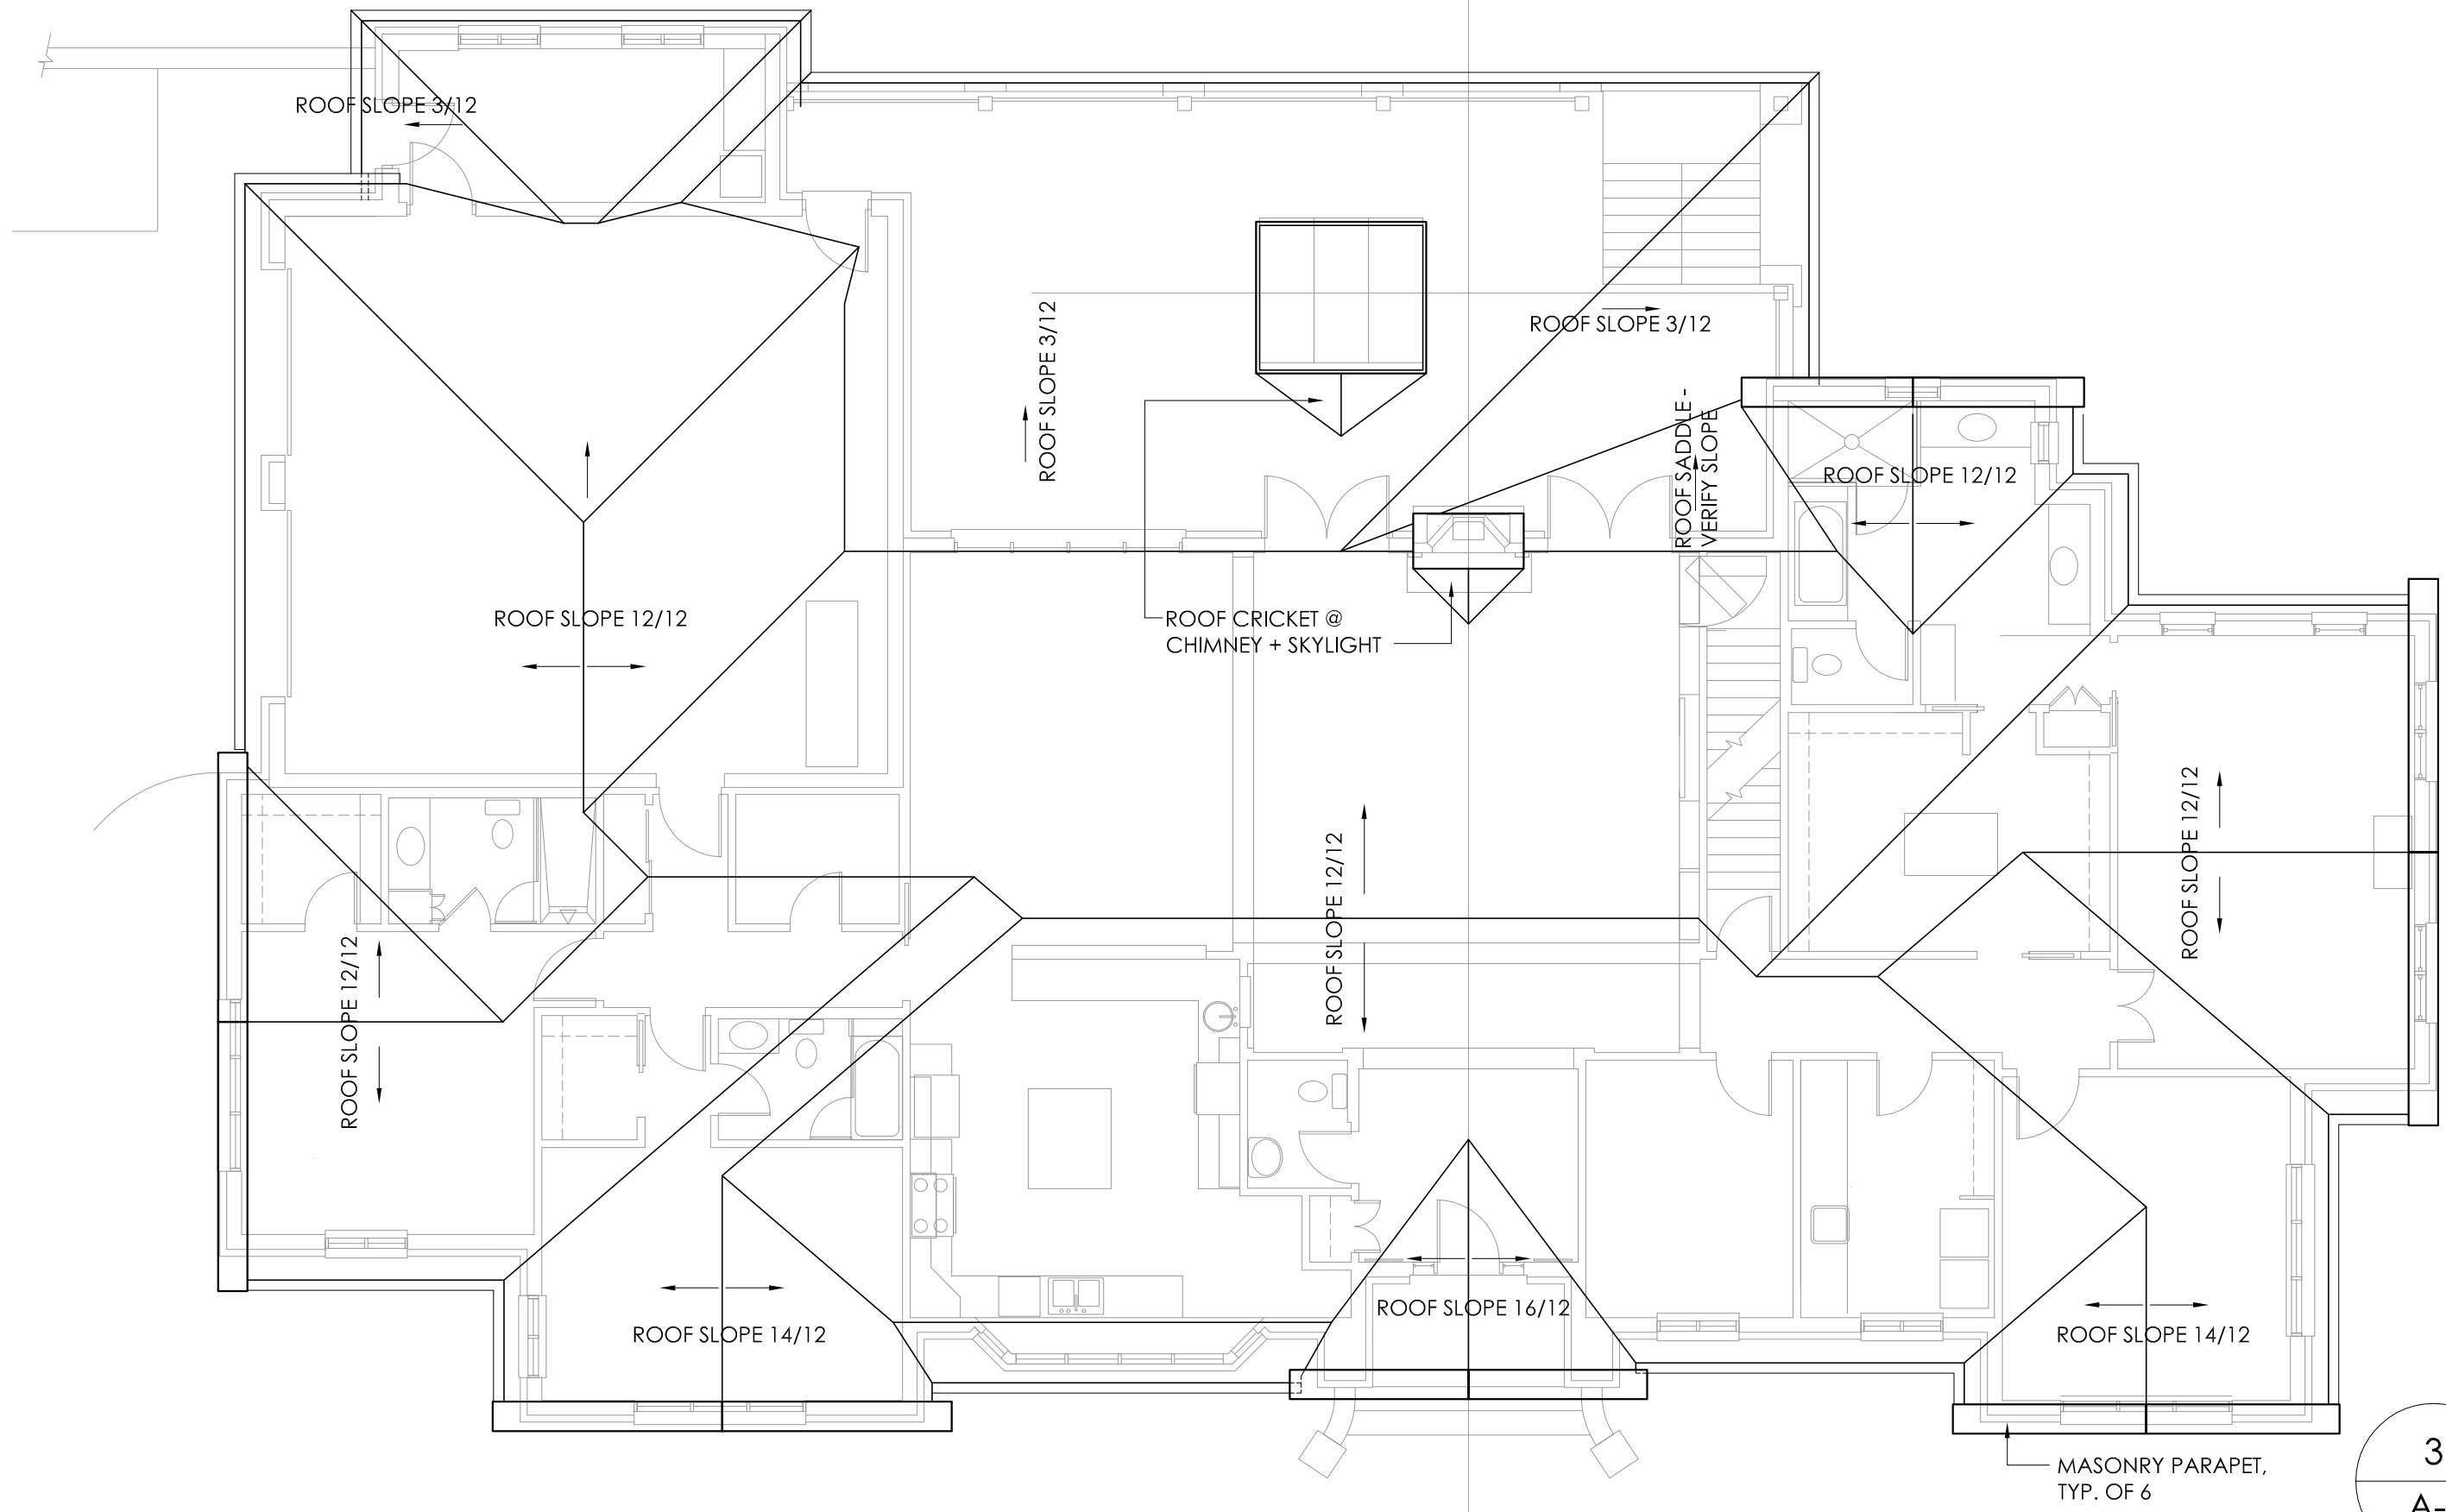 ROOF SLOPE 3/12
ROOF SLOPE 3/12
ROOF SLOPE 3/12
ROOF SADDLE -
VERIFY SLOPE
ROOF SLOPE 12/12
ROOF SLOPE 12/12
ROOF CRICKET @
CHIMNEY + SKYLIGHT
ROOF SLOPE 12/12
ROOF SLOPE 12/12
ROOF SLOPE 12/12
ROOF SLOPE 16/12
ROOF SLOPE 14/12
ROOF SLOPE 14/12
MASONRY PARAPET,
TYP. OF 6
3